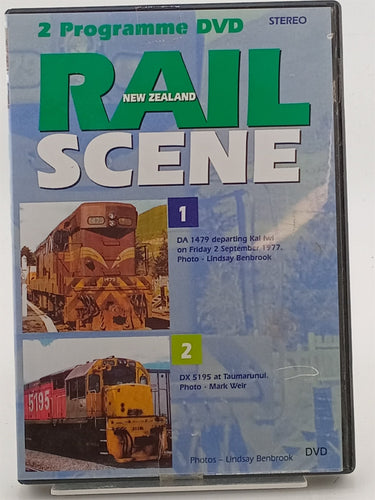 2 Programme DVD
STEREO
RAIL
NEW ZEALAND
SCENE
1
DA 1479 departing Kai Iwi
on Friday 2 September 1977.
Photo - Lindsay Benbrook
2
DX 5195 at Taumarunui.
Photo - Mark Weir
5195
Photos - Lindsay Benbrook
DVD